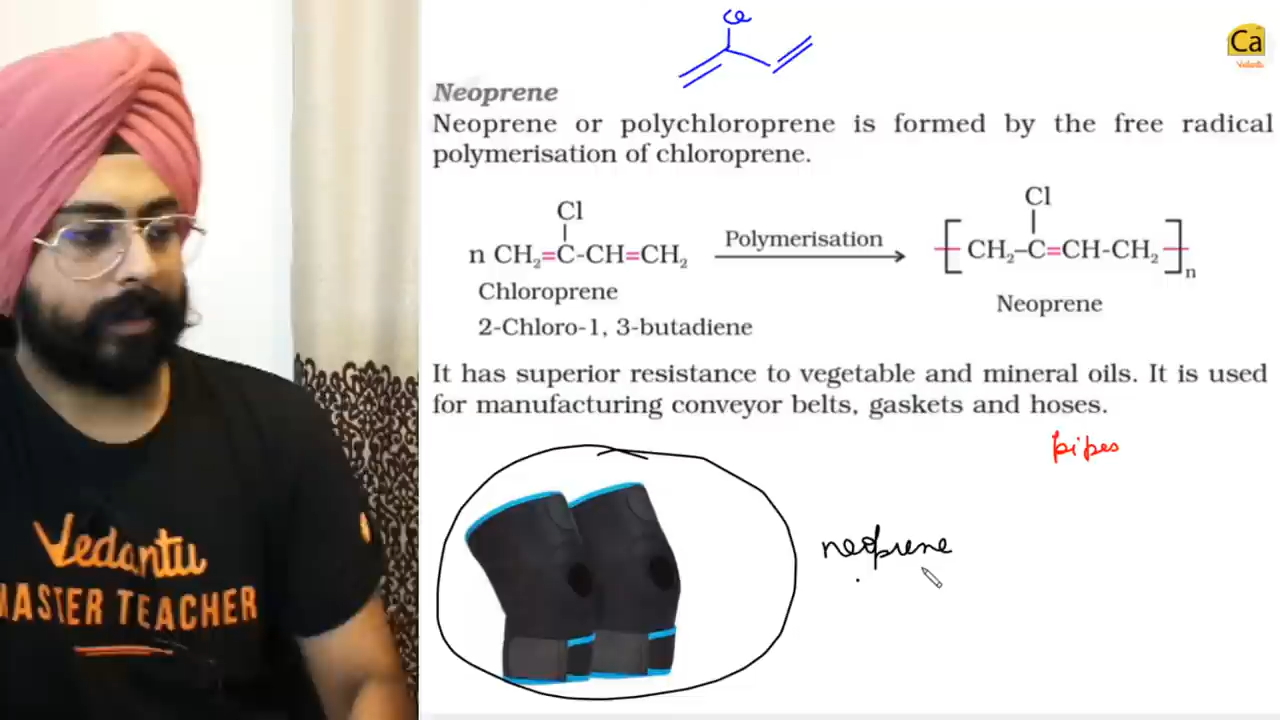 Cl
Ca
Vedantu
Neoprene
Neoprene or polychloroprene is formed by the free radical
polymerisation of chloroprene.
Cl
n CH₂=C-CH=CH₂
Polymerisation
Cl
[CH₂-C=CH-CH₂]n
Chloroprene
Neoprene
2-Chloro-1, 3-butadiene
It has superior resistance to vegetable and mineral oils. It is used
for manufacturing conveyor belts, gaskets and hoses.
pipes
neoprene
Vedantu
MASTER TEACHER